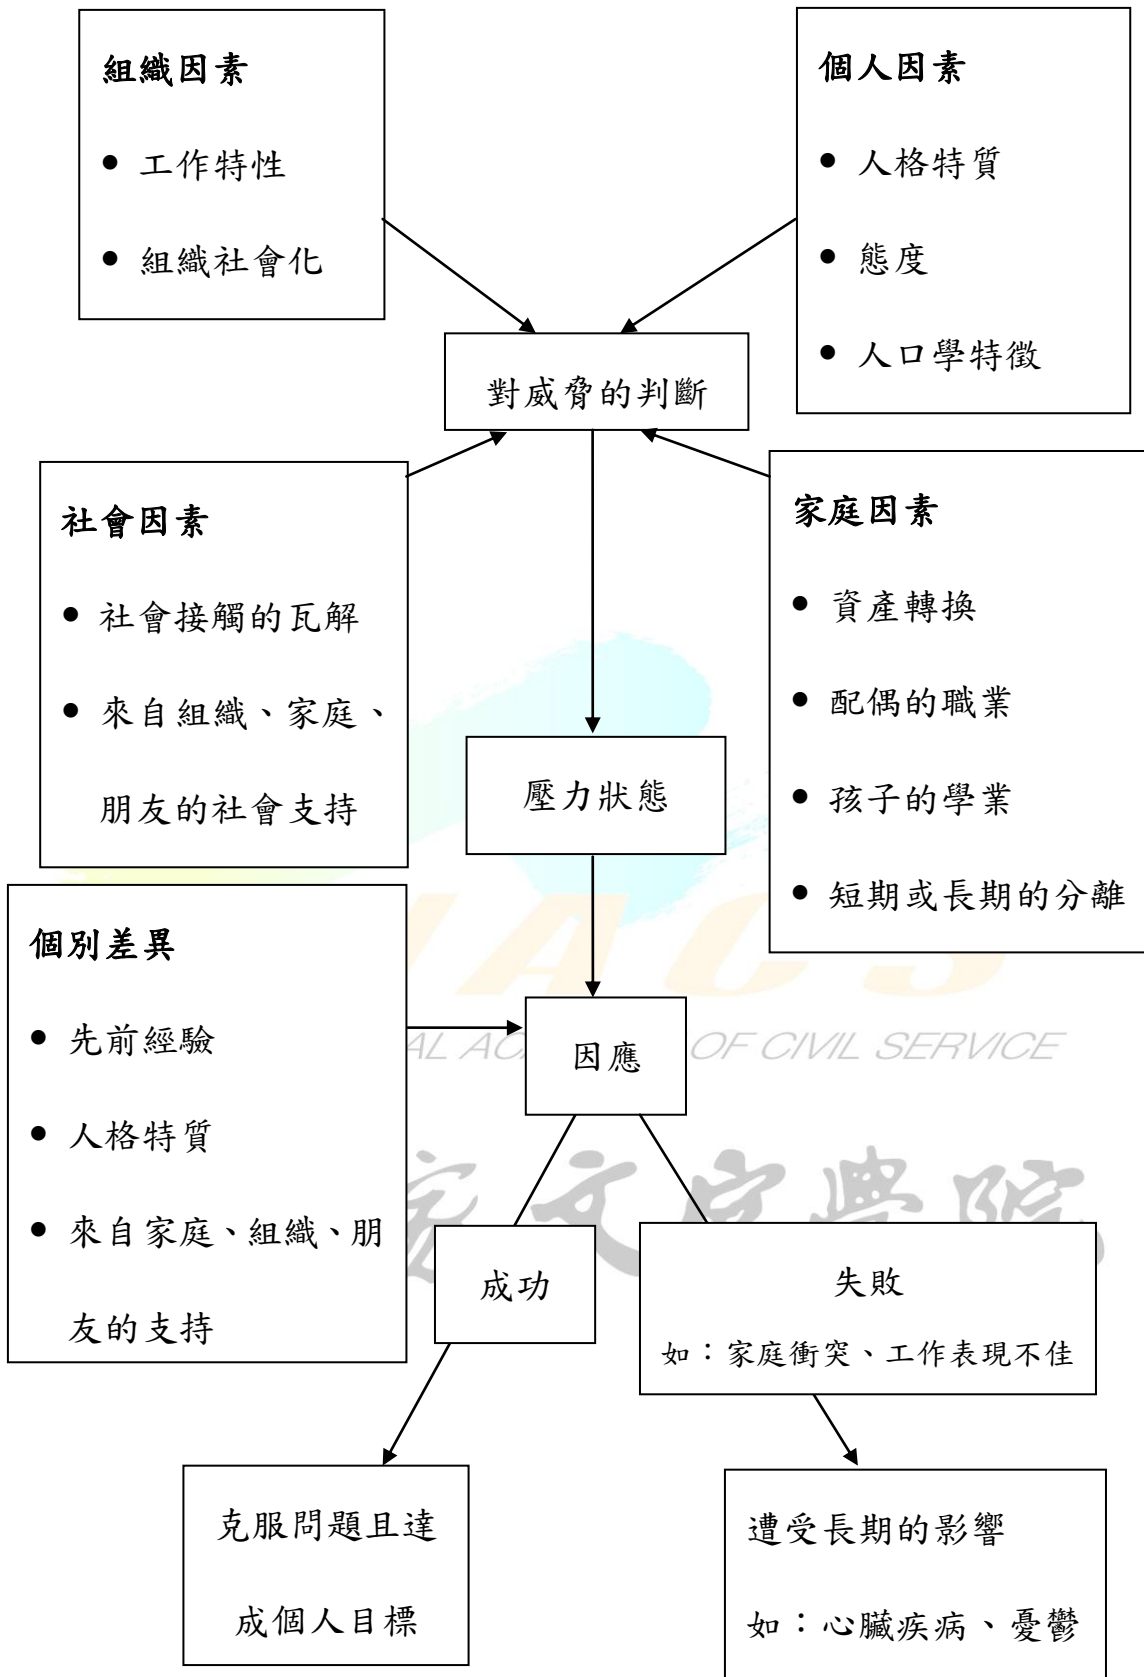 組織因素
• 工作特性
• 組織社會化
個人因素
• 人格特質
• 態度
• 人口學特徵
對威脅的判斷
社會因素
• 社會接觸的瓦解
• 來自組織、家庭、
朋友的社會支持
家庭因素
• 資產轉換
• 配偶的職業
• 孩子的學業
• 短期或長期的分離
壓力狀態
個別差異
• 先前經驗
• 人格特質
• 來自家庭、組織、朋
友的支持
因應
OF CIVIL SERVICE
成功
失敗
如：家庭衝突、工作表現不佳
克服問題且達
成個人目標
遭受長期的影響
如：心臟疾病、憂鬱